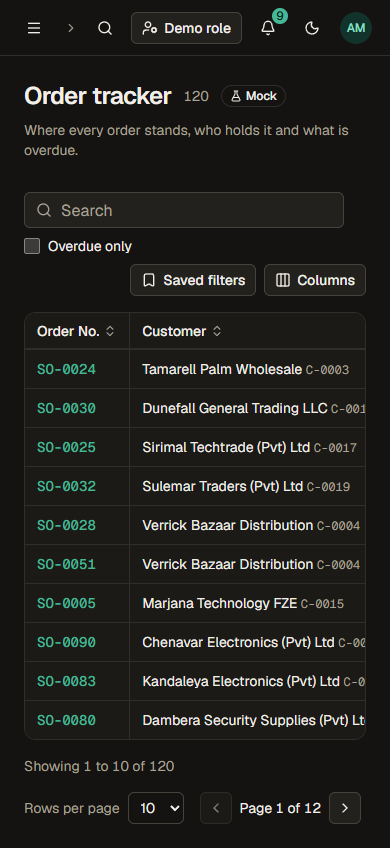 Demo role
9
AM
Order tracker 120 Mock
Where every order stands, who holds it and what is
overdue.
Search
Overdue only
Saved filters Columns
Order No. Customer
SO-0024 Tamarell Palm Wholesale C-0003
SO-0030 Dunefall General Trading LLC C-001
SO-0025 Sirimal Techtrade (Pvt) Ltd C-0017
SO-0032 Sulemar Traders (Pvt) Ltd C-0019
SO-0028 Verrick Bazaar Distribution C-0004
SO-0051 Verrick Bazaar Distribution C-0004
SO-0005 Marjana Technology FZE C-0015
SO-0090 Chenavar Electronics (Pvt) Ltd C-00
SO-0083 Kandaleya Electronics (Pvt) Ltd C-0
SO-0080 Dambera Security Supplies (Pvt) Lt
Showing 1 to 10 of 120
Rows per page 10 Page 1 of 12